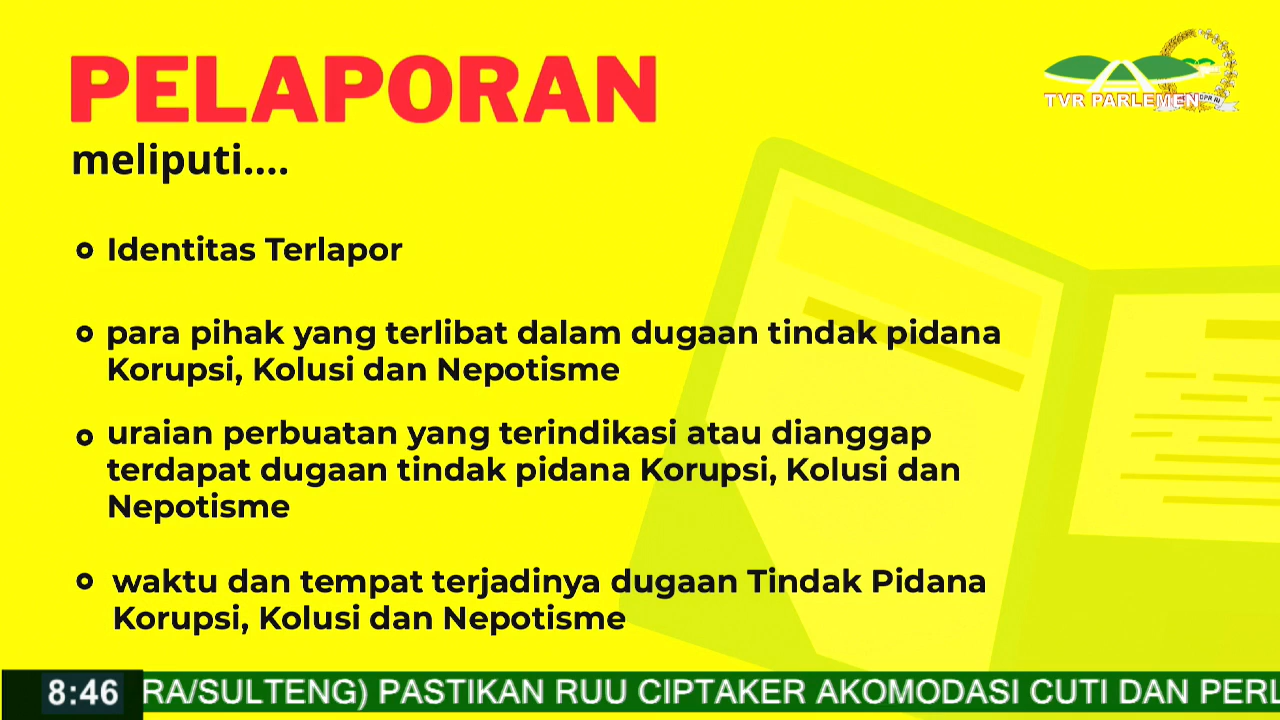 PELAPORAN
TVR PARLEMEN
DPR RI
meliputi....
Identitas Terlapor
para pihak yang terlibat dalam dugaan tindak pidana
Korupsi, Kolusi dan Nepotisme
uraian perbuatan yang terindikasi atau dianggap
terdapat dugaan tindak pidana Korupsi, Kolusi dan
Nepotisme
waktu dan tempat terjadinya dugaan Tindak Pidana
Korupsi, Kolusi dan Nepotisme
8:46 RA/SULTENG) PASTIKAN RUU CIPTAKER AKOMODASI CUTI DAN PERL